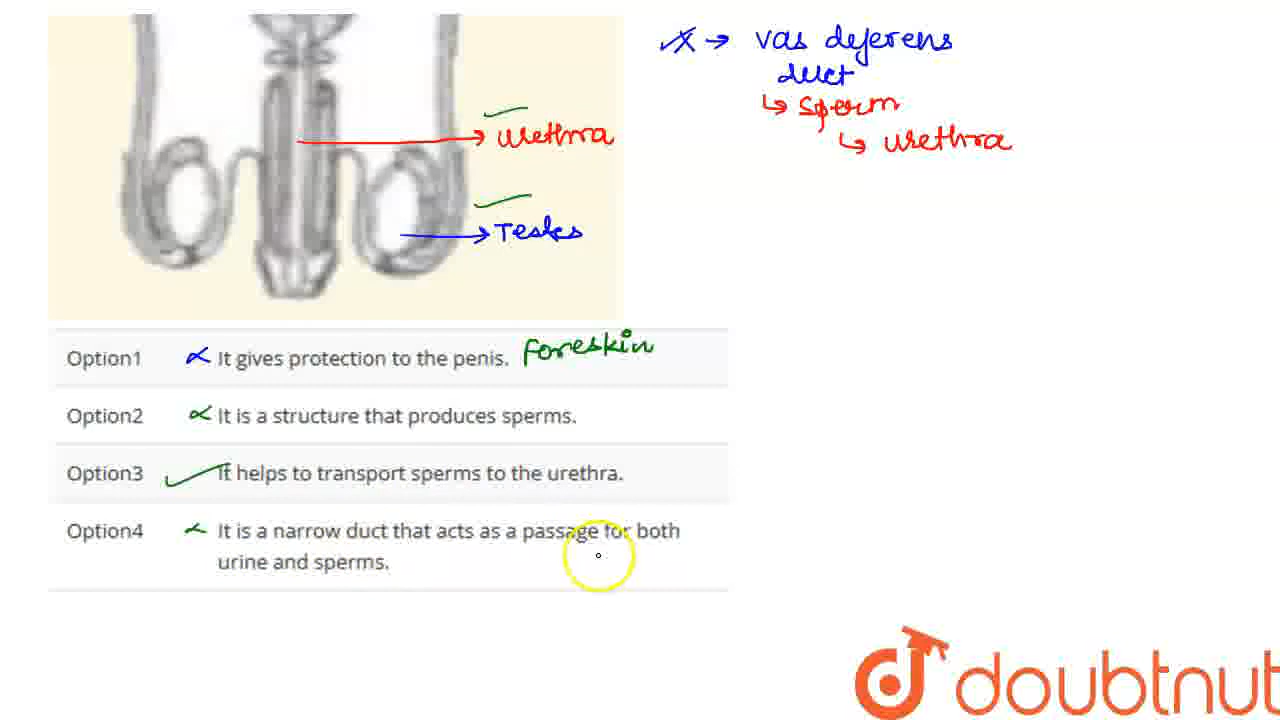 X → vas deferens
duct
↳ sperm
↳ urethra
urethra
Testes
Option1 It gives protection to the penis. foreskin
Option2 It is a structure that produces sperms.
Option3 It helps to transport sperms to the urethra.
Option4 It is a narrow duct that acts as a passage for both
urine and sperms.
doubtnut